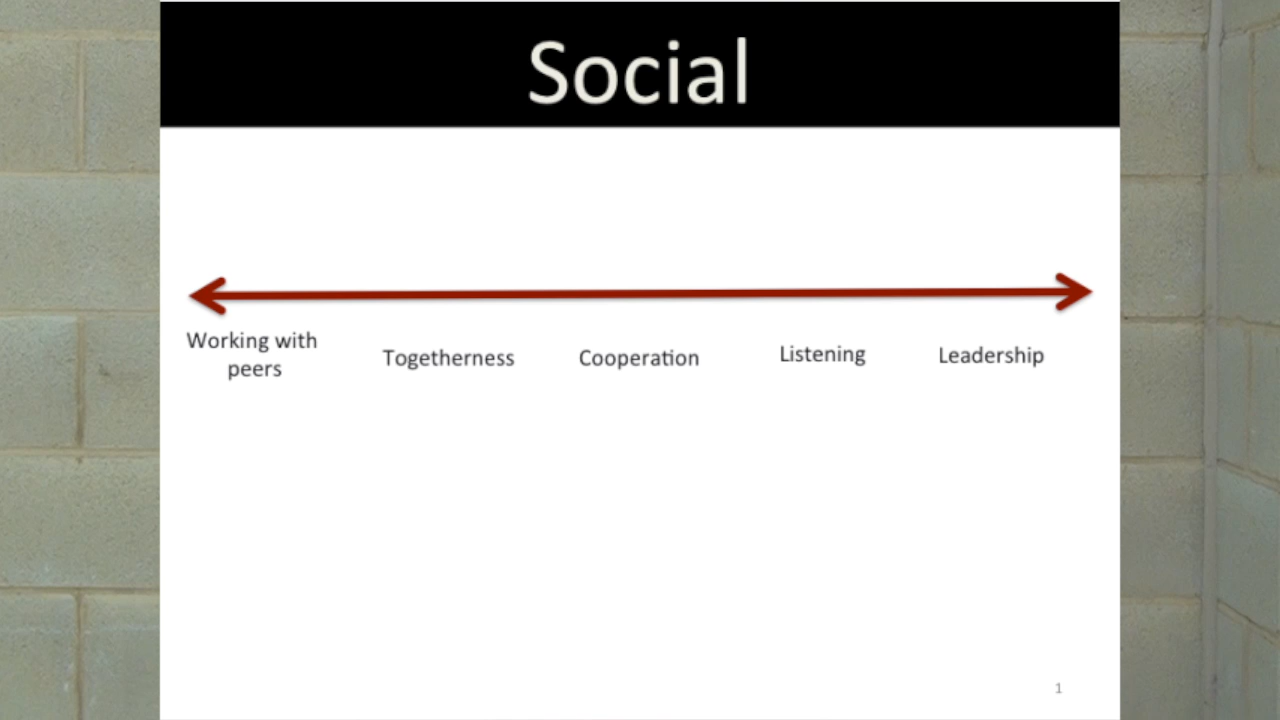 Social
Working with
peers
Togetherness
Cooperation
Listening
Leadership
1